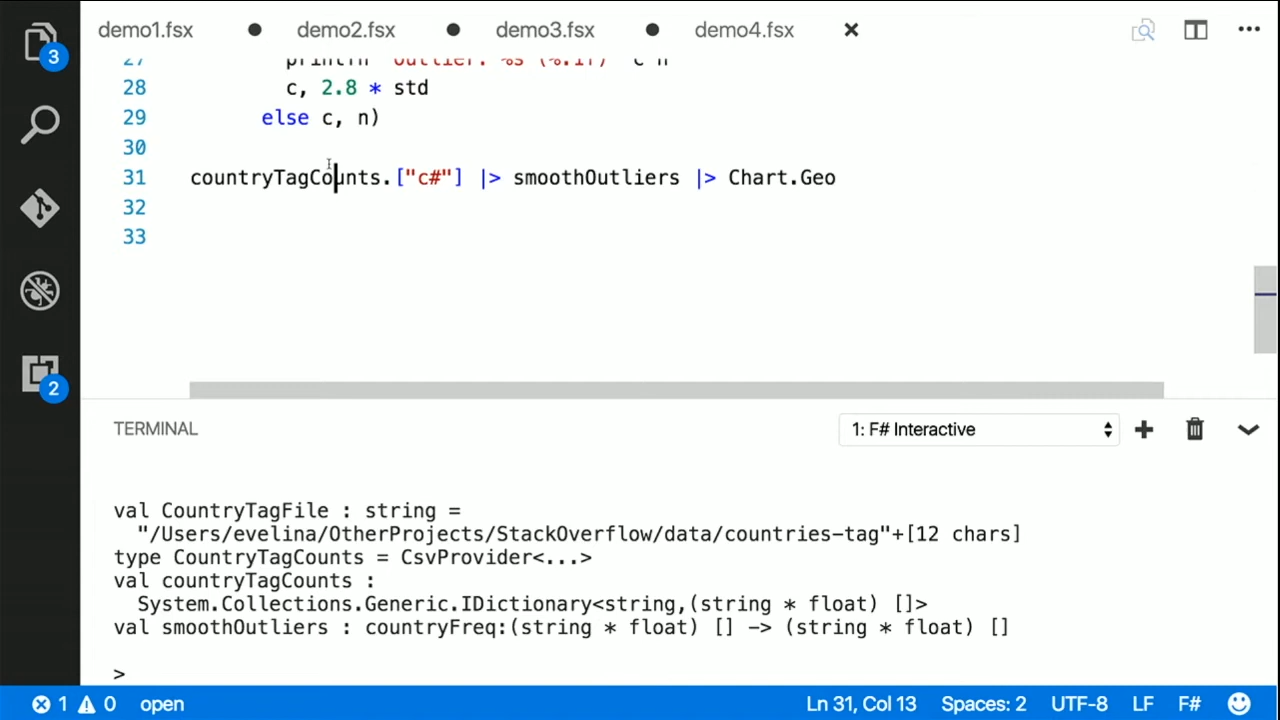 demo1.fsx demo2.fsx demo3.fsx demo4.fsx
3
27 printfn "Outlier: %s (%.1f)" c n
28 c, 2.8 * std
29 else c, n)
30
31 countryTagCounts.["c#"] |> smoothOutliers |> Chart.Geo
32
33
2
TERMINAL 1: F# Interactive
val CountryTagFile : string =
"/Users/evelina/OtherProjects/StackOverflow/data/countries-tag"+[12 chars]
type CountryTagCounts = CsvProvider<...>
val countryTagCounts :
System.Collections.Generic.IDictionary<string,(string * float) []>
val smoothOutliers : countryFreq:(string * float) [] -> (string * float) []
>
1 0 open Ln 31, Col 13 Spaces: 2 UTF-8 LF F#